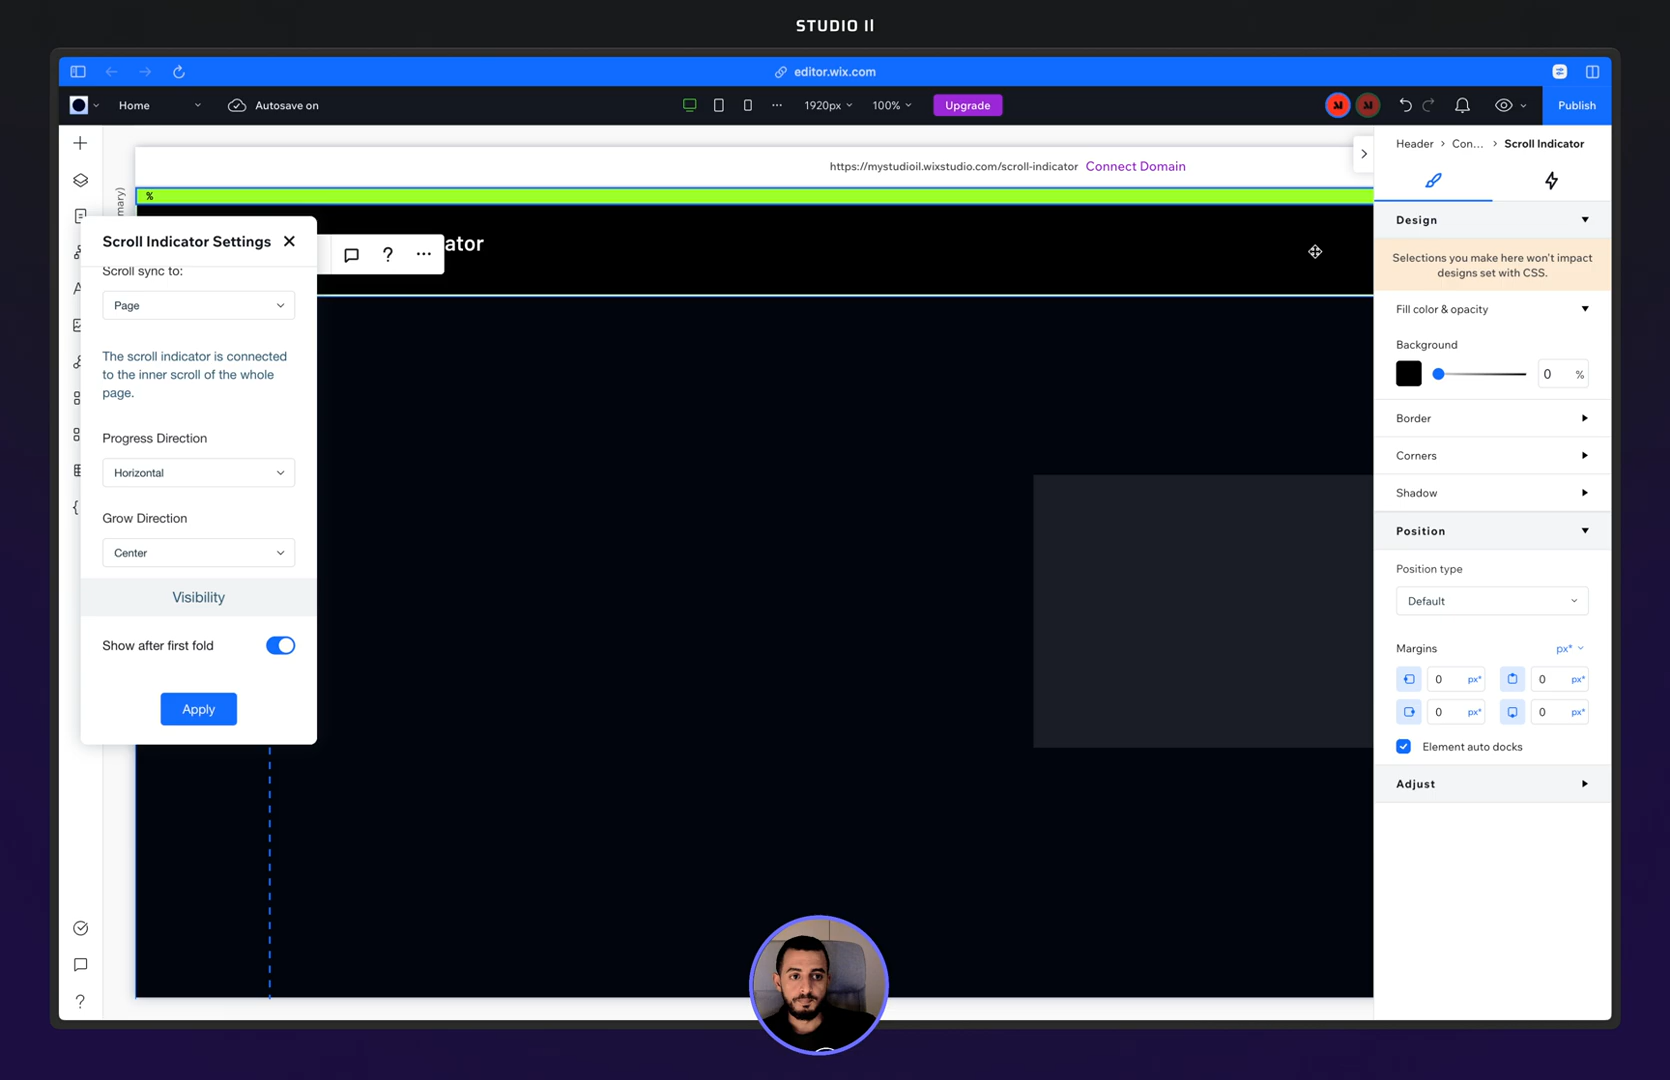 STUDIO II
editor.wix.com
Home
Autosave on
1920px
100%
Upgrade
Publish
https://mystudioil.wixstudio.com/scroll-indicator Connect Domain
%
ator
Scroll Indicator Settings
Scroll sync to:
Page
The scroll indicator is connected
to the inner scroll of the whole
page.
Progress Direction
Horizontal
Grow Direction
Center
Visibility
Show after first fold
Apply
Header > Con... > Scroll Indicator
Design
Selections you make here won't impact
designs set with CSS.
Fill color & opacity
Background
0 %
Border
Corners
Shadow
Position
Position type
Default
Margins px*
0 px* 0 px*
0 px* 0 px*
Element auto docks
Adjust